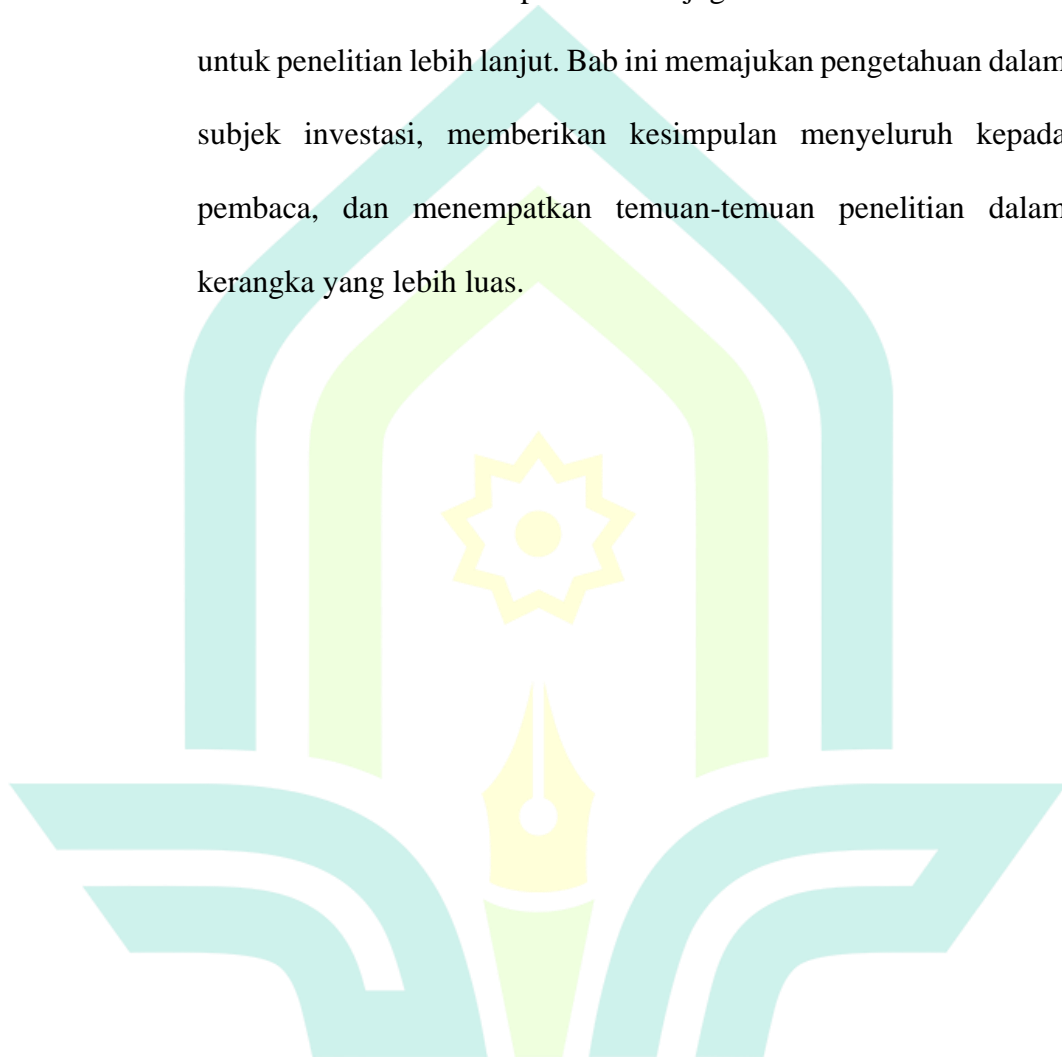 untuk penelitian lebih lanjut. Bab ini memajukan pengetahuan dalam
subjek investasi, memberikan kesimpulan menyeluruh kepada
pembaca, dan menempatkan temuan-temuan penelitian dalam
kerangka yang lebih luas.